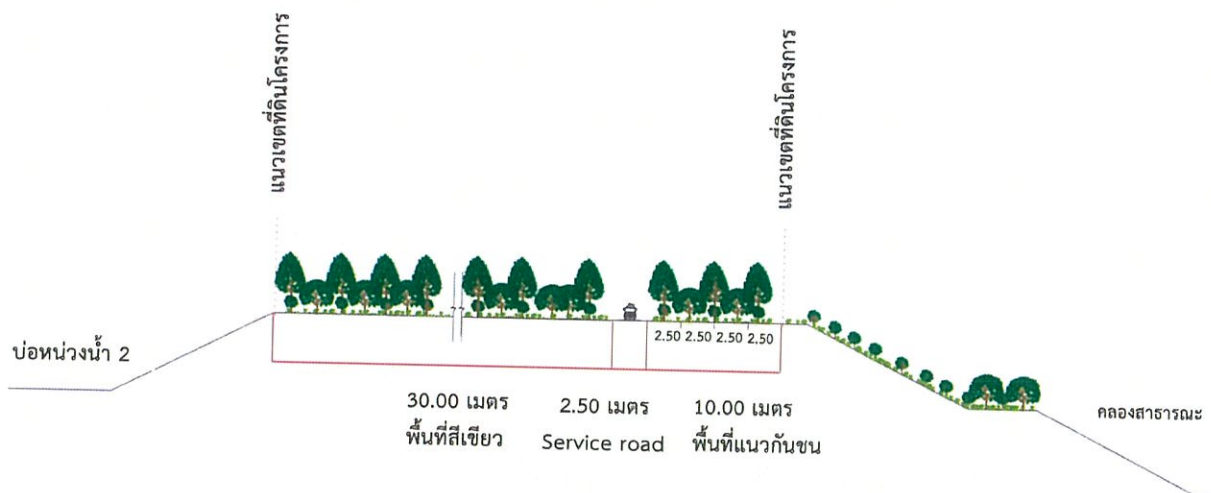 แนวเขตที่ดินโครงการ
แนวเขตที่ดินโครงการ
บ่อหน่วงน้ำ 2
2.50 2.50 2.50 2.50
30.00 เมตร
พื้นที่สีเขียว
2.50 เมตร
Service road
10.00 เมตร
พื้นที่แนวกันชน
คลองสาธารณะ